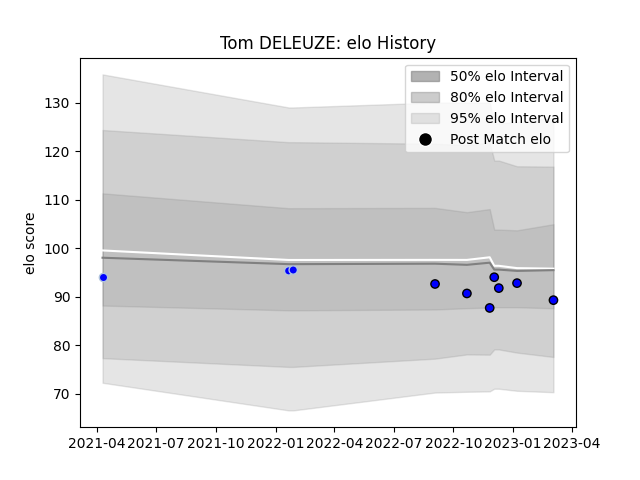 Tom DELEUZE: elo History
50% elo Interval
80% elo Interval
95% elo Interval
Post Match elo
elo score
130
120
110
100
90
80
70
2021-04 2021-07 2021-10 2022-01 2022-04 2022-07 2022-10 2023-01 2023-04